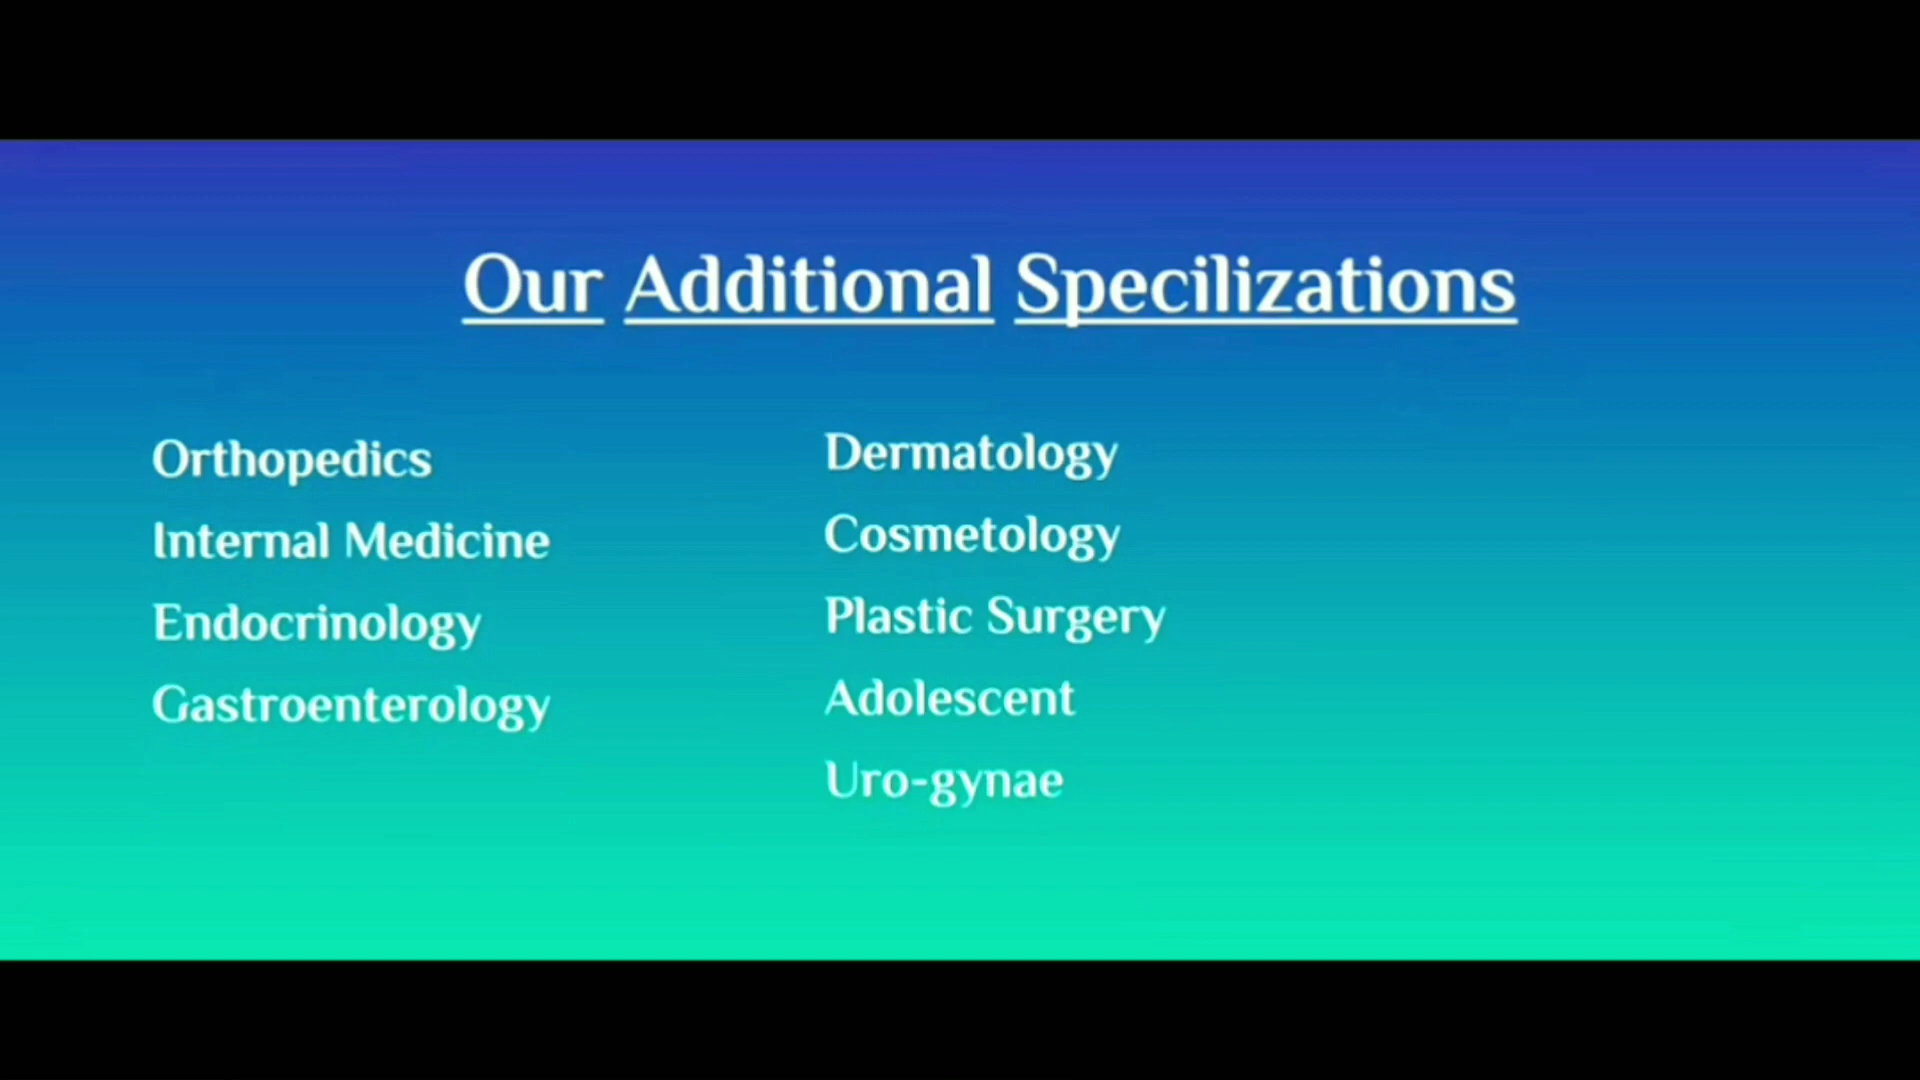 Our Additional Specilizations
Orthopedics
Internal Medicine
Endocrinology
Gastroenterology
Dermatology
Cosmetology
Plastic Surgery
Adolescent
Uro-gynae